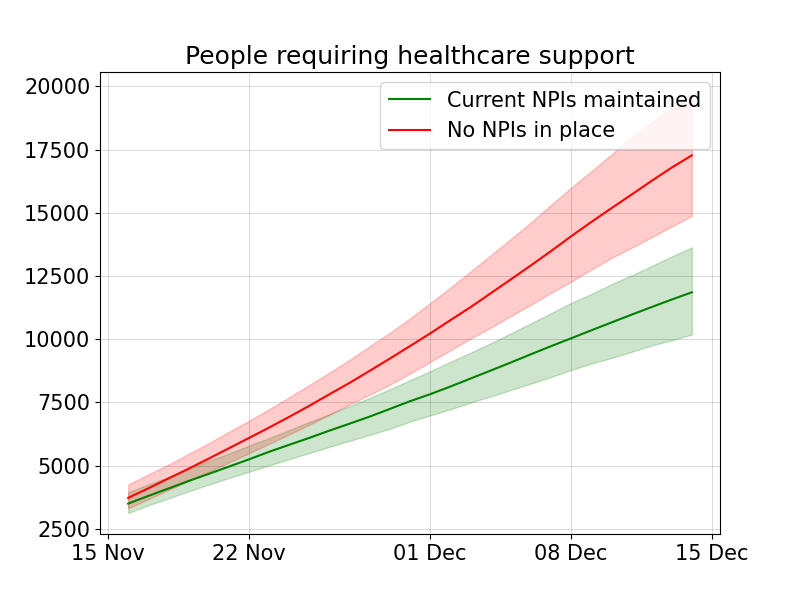 People requiring healthcare support
Current NPIs maintained
No NPIs in place
20000
17500
15000
12500
10000
7500
5000
2500
15 Nov
22 Nov
01 Dec
08 Dec
15 Dec